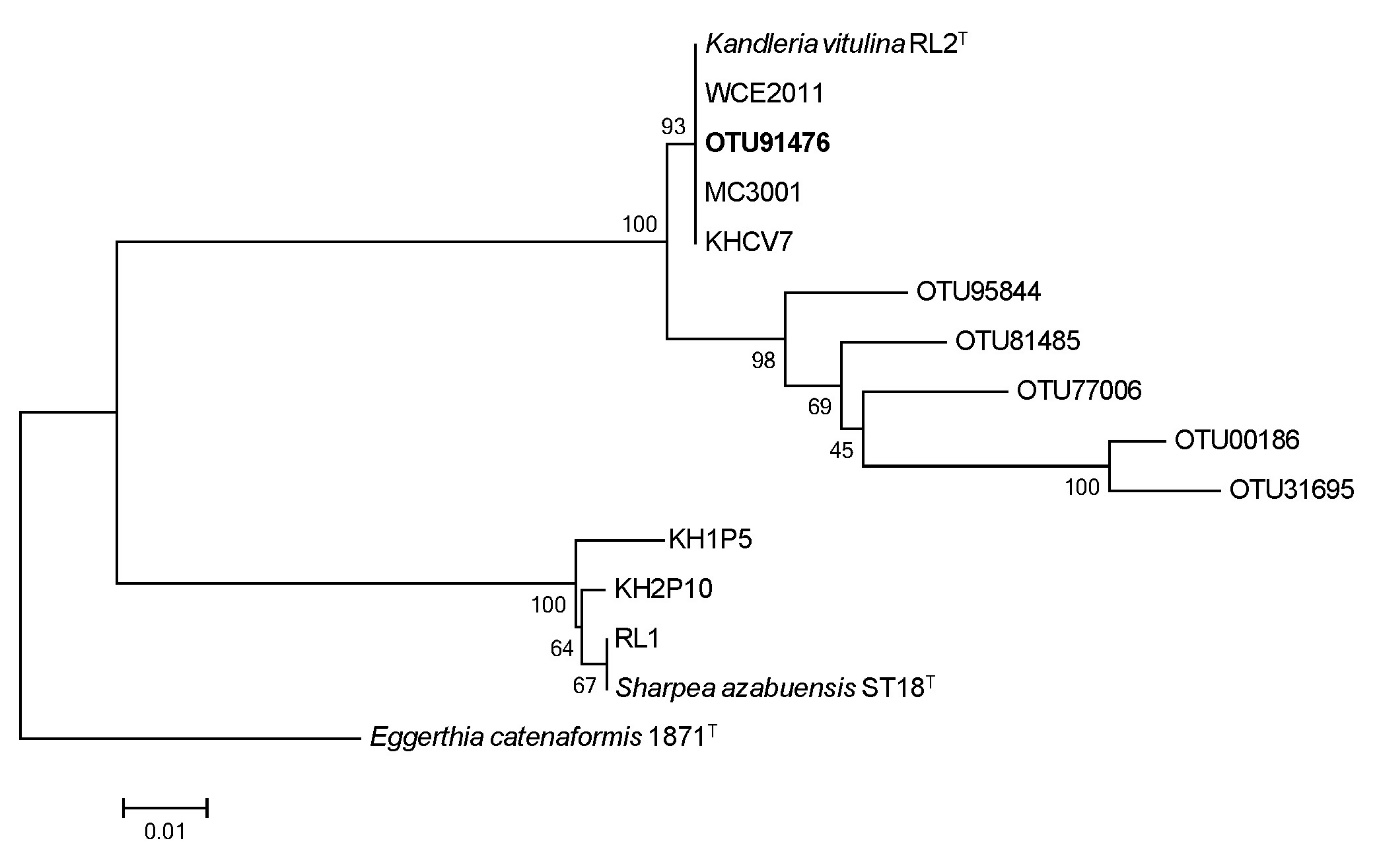 Kandleria vitulina RL2ᵀ
WCE2011
93
OTU91476
MC3001
100
KHCV7
OTU95844
OTU81485
98
OTU77006
69
OTU00186
45
100
OTU31695
KH1P5
KH2P10
100
RL1
64
67
Sharpea azabuensis ST18ᵀ
Eggerthia catenaformis 1871ᵀ
0.01